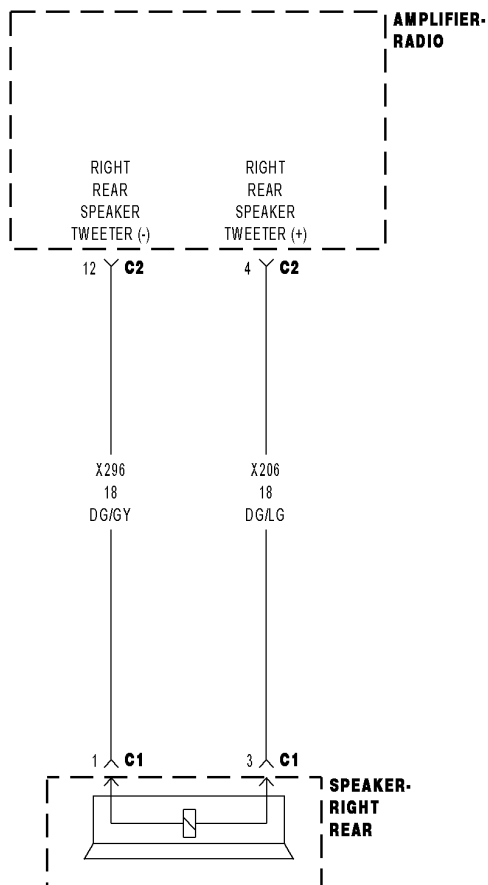 AMPLIFIER-
RADIO
RIGHT
REAR
SPEAKER
TWEETER (-)
RIGHT
REAR
SPEAKER
TWEETER (+)
12 C2
4 C2
X296
18
DG/GY
X206
18
DG/LG
1 C1
3 C1
SPEAKER-
RIGHT
REAR